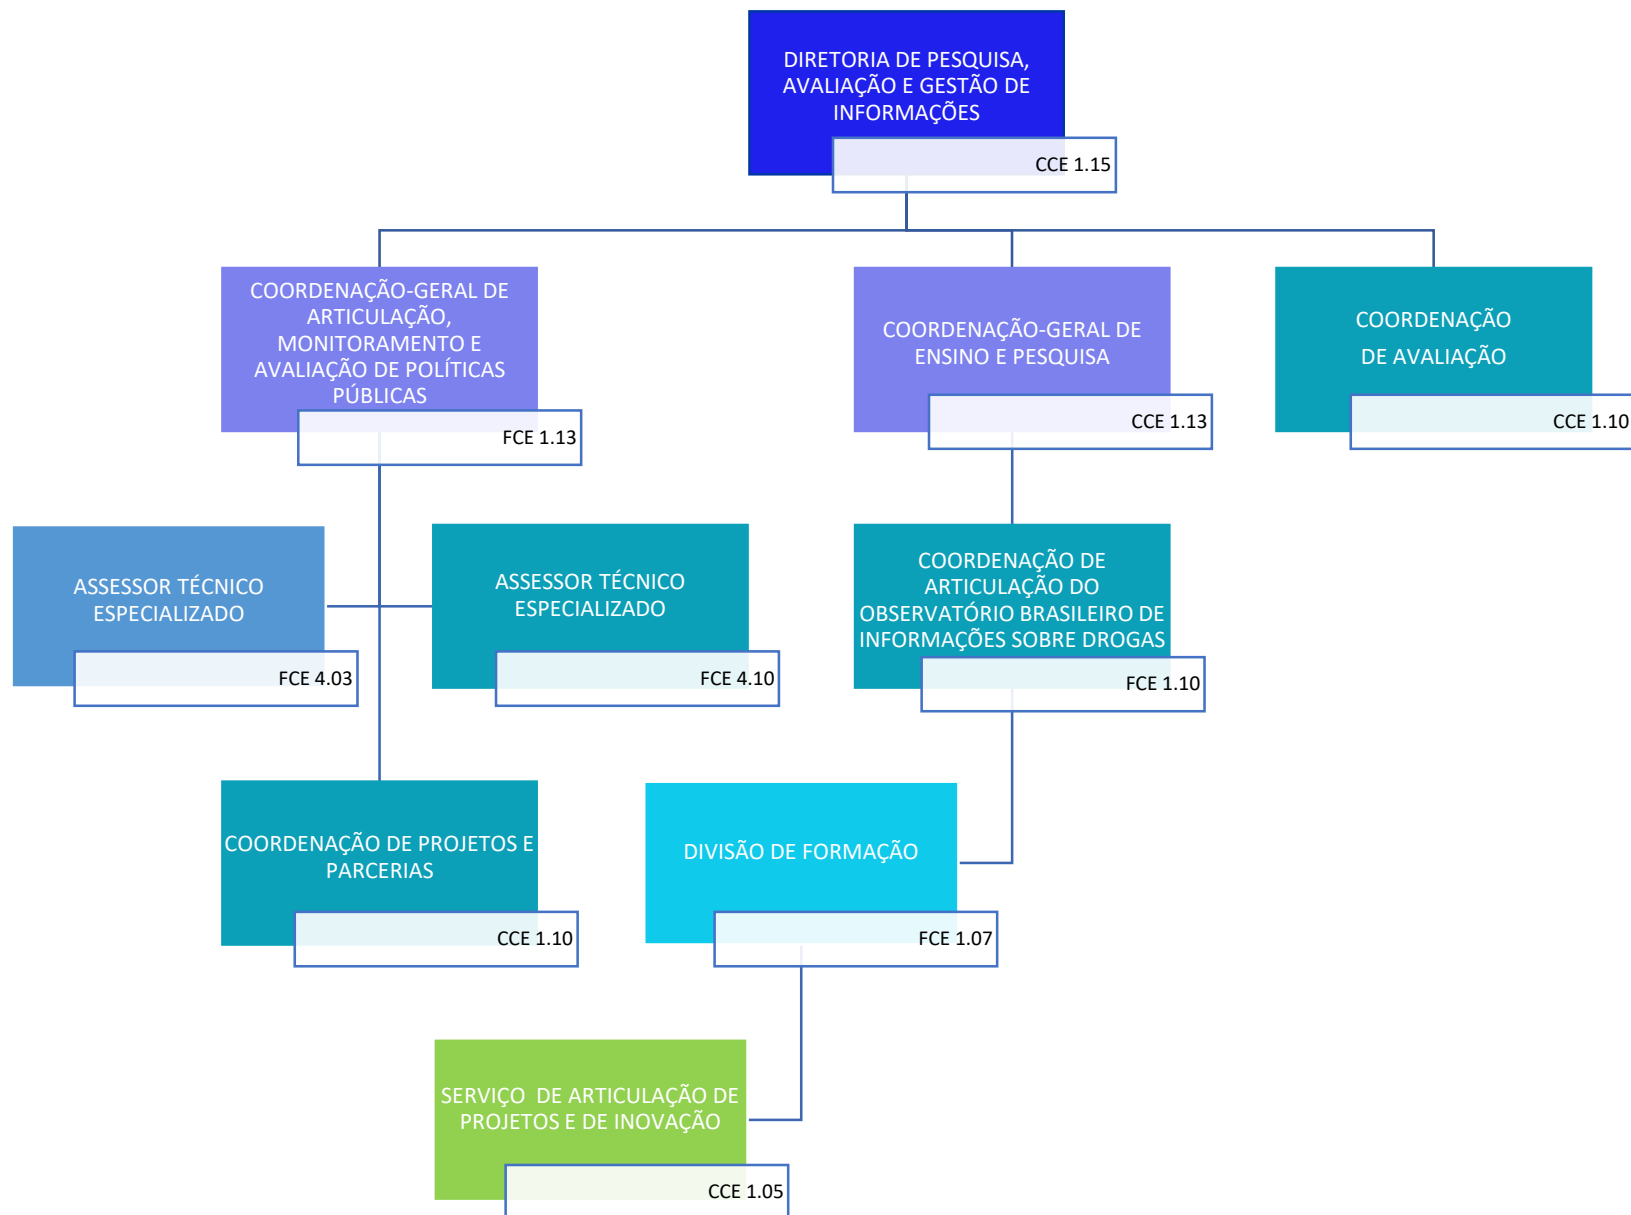 DIRETORIA DE PESQUISA,
AVALIAÇÃO E GESTÃO DE
INFORMAÇÕES
CCE 1.15
COORDENAÇÃO-GERAL DE
ARTICULAÇÃO,
MONITORAMENTO E
AVALIAÇÃO DE POLÍTICAS
PÚBLICAS
FCE 1.13
COORDENAÇÃO-GERAL DE
ENSINO E PESQUISA
CCE 1.13
COORDENAÇÃO
DE AVALIAÇÃO
CCE 1.10
ASSESSOR TÉCNICO
ESPECIALIZADO
FCE 4.03
ASSESSOR TÉCNICO
ESPECIALIZADO
FCE 4.10
COORDENAÇÃO DE
ARTICULAÇÃO DO
OBSERVATÓRIO BRASILEIRO DE
INFORMAÇÕES SOBRE DROGAS
FCE 1.10
COORDENAÇÃO DE PROJETOS E
PARCERIAS
CCE 1.10
DIVISÃO DE FORMAÇÃO
FCE 1.07
SERVIÇO DE ARTICULAÇÃO DE
PROJETOS E DE INOVAÇÃO
CCE 1.05